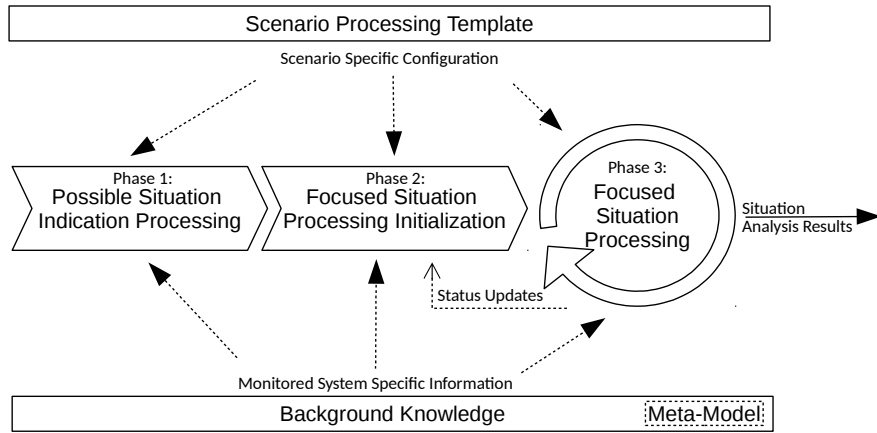 Scenario Processing Template
Scenario Specific Configuration
Phase 1:
Possible Situation
Indication Processing
Phase 2:
Focused Situation
Processing Initialization
Phase 3:
Focused
Situation
Processing
Situation
Analysis Results
Status Updates
Monitored System Specific Information
Background Knowledge
Meta-Model